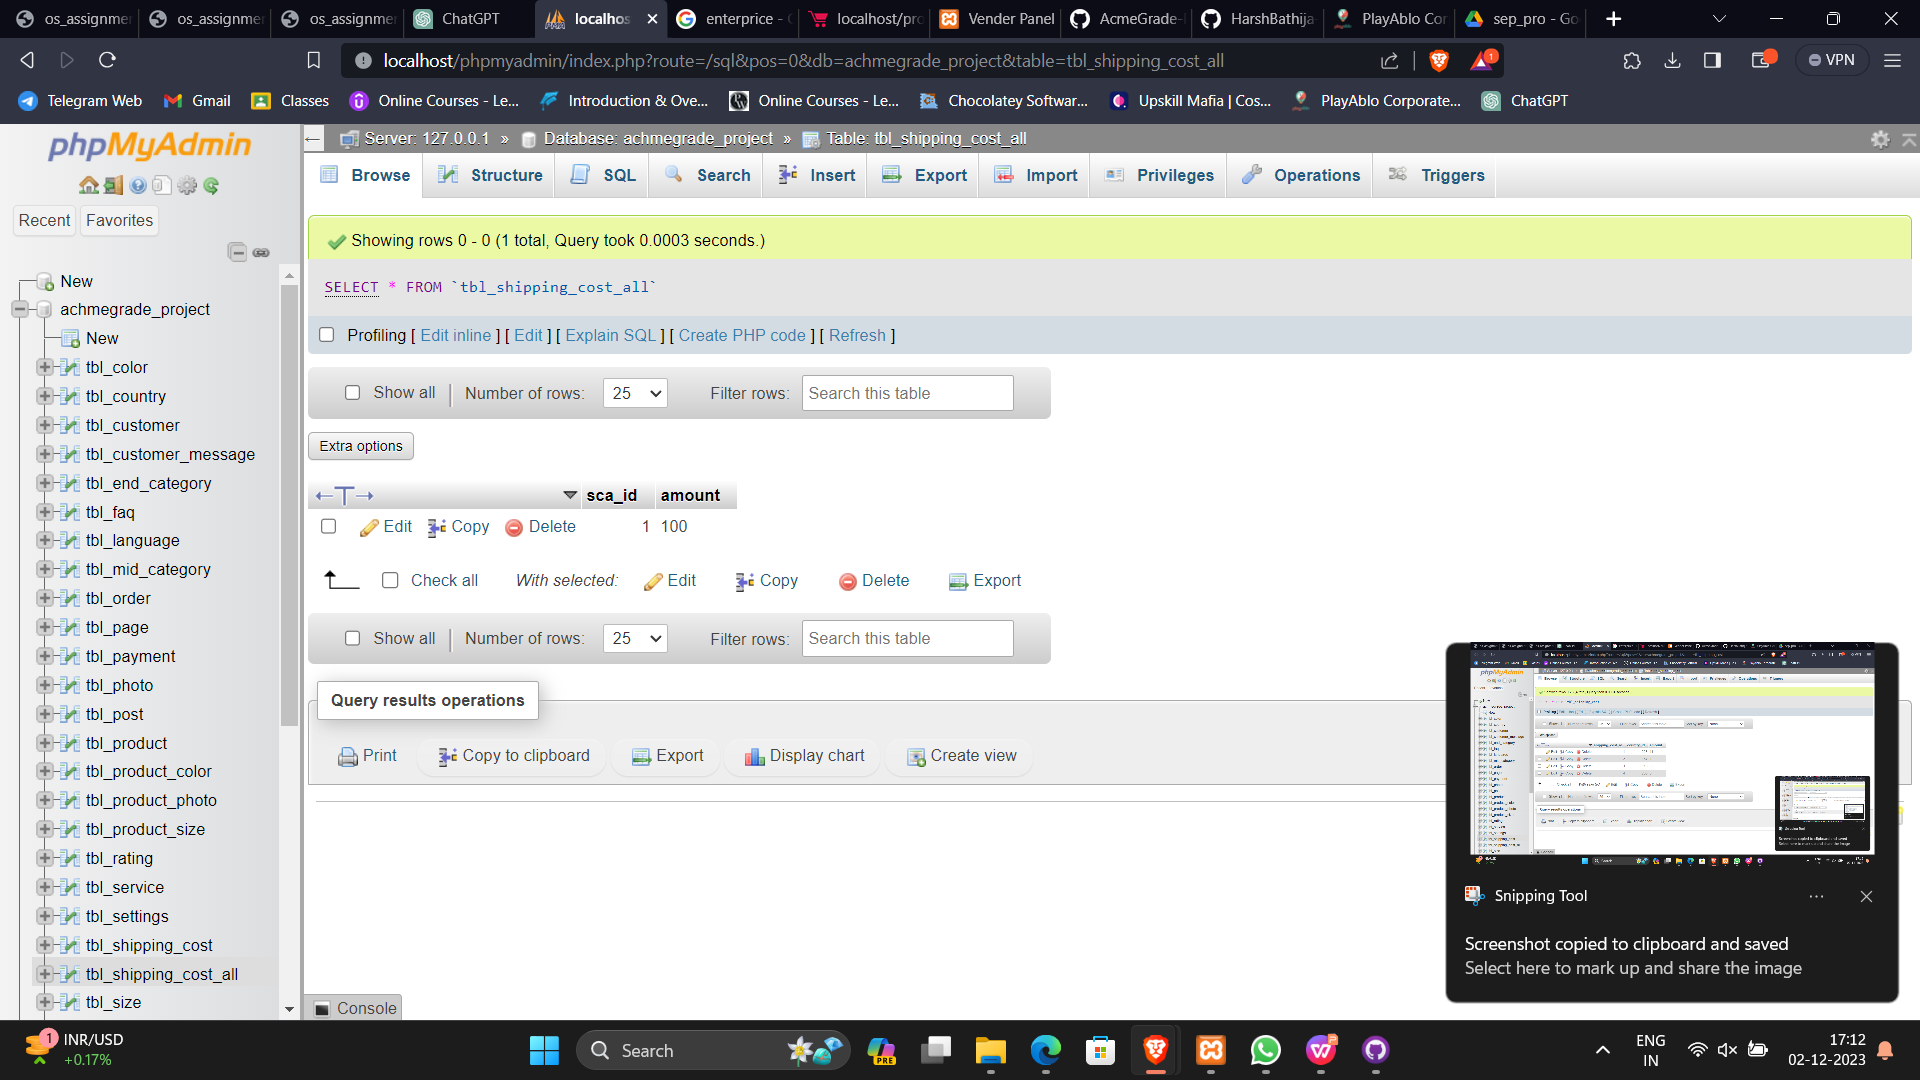 os_assignmer
os_assignmer
os_assignmer
ChatGPT
localhos
enterprice -
localhost/pro
Vender Panel
AcmeGrade-
HarshBathija
PlayAblo Cor
sep_pro - Go
localhost/phpmyadmin/index.php?route=/sql&pos=0&db=achmegrade_project&table=tbl_shipping_cost_all
1
VPN
Telegram Web
Gmail
Classes
Online Courses - Le...
Introduction & Ove...
Online Courses - Le...
Chocolatey Softwar...
Upskill Mafia | Cos...
PlayAblo Corporate...
ChatGPT
phpMyAdmin
Recent
Favorites
New
achmegrade_project
New
tbl_color
tbl_country
tbl_customer
tbl_customer_message
tbl_end_category
tbl_faq
tbl_language
tbl_mid_category
tbl_order
tbl_page
tbl_payment
tbl_photo
tbl_post
tbl_product
tbl_product_color
tbl_product_photo
tbl_product_size
tbl_rating
tbl_service
tbl_settings
tbl_shipping_cost
tbl_shipping_cost_all
tbl_size
Server: 127.0.0.1 » Database: achmegrade_project » Table: tbl_shipping_cost_all
Browse
Structure
SQL
Search
Insert
Export
Import
Privileges
Operations
Triggers
Showing rows 0 - 0 (1 total, Query took 0.0003 seconds.)
SELECT * FROM `tbl_shipping_cost_all`
Profiling [ Edit inline ] [ Edit ] [ Explain SQL ] [ Create PHP code ] [ Refresh ]
Show all
Number of rows: 25
Filter rows: Search this table
Extra options
sca_id amount
Edit Copy Delete 1 100
Check all With selected: Edit Copy Delete Export
Show all
Number of rows: 25
Filter rows: Search this table
Query results operations
Print
Copy to clipboard
Export
Display chart
Create view
Console
phpMyAdmin
Snipping Tool
Screenshot copied to clipboard and saved
Select here to mark up and share the image
1
INR/USD
+0.17%
Search
PRE
ENG
IN
17:12
02-12-2023